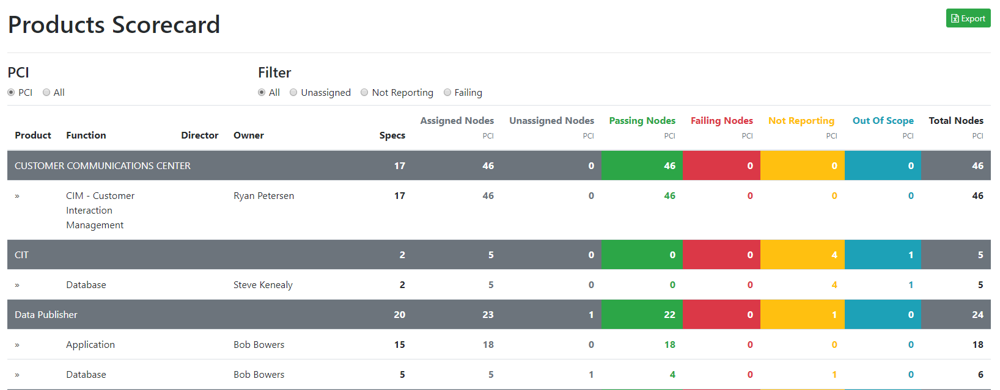 Products Scorecard
Export
PCI
Filter
PCI All
All Unassigned Not Reporting Failing
Product Function Director Owner Specs Assigned Nodes PCI Unassigned Nodes PCI Passing Nodes PCI Failing Nodes PCI Not Reporting PCI Out Of Scope PCI Total Nodes PCI
CUSTOMER COMMUNICATIONS CENTER 17 46 0 46 0 0 0 46
» CIM - Customer Ryan Petersen 17 46 0 46 0 0 0 46
Interaction
Management
CIT 2 5 0 0 0 4 1 5
» Database Steve Kenealy 2 5 0 0 0 4 1 5
Data Publisher 20 23 1 22 0 1 0 24
» Application Bob Bowers 15 18 0 18 0 0 0 18
» Database Bob Bowers 5 5 1 4 0 1 0 6